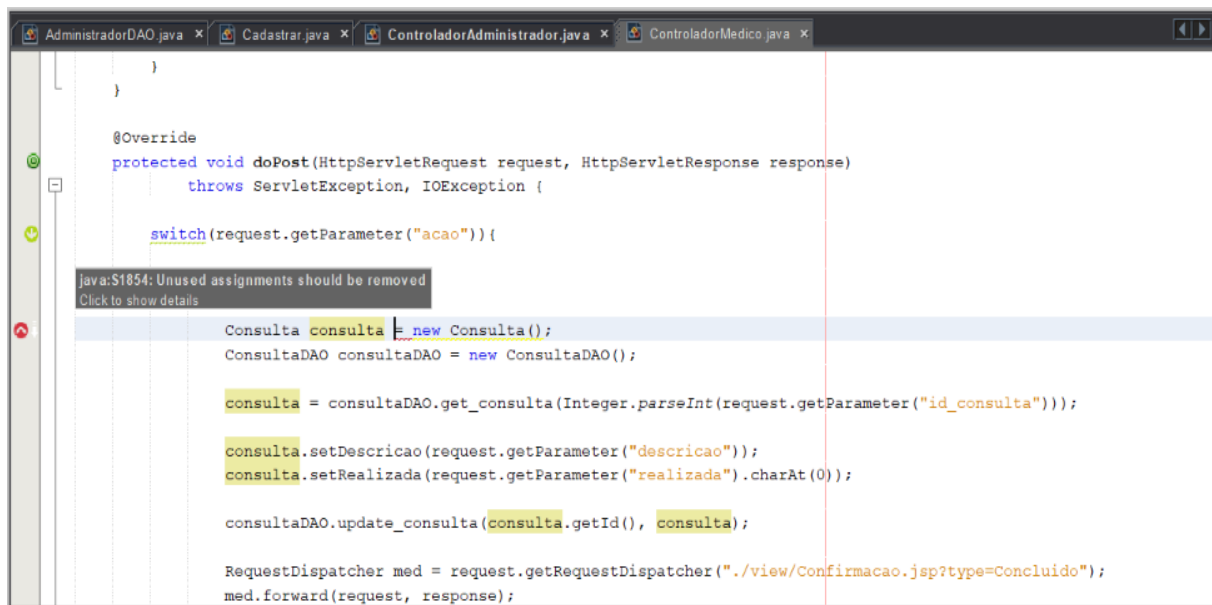 AdministradorDAO.java × Cadastrar.java × ControladorAdministrador.java × ControladorMedico.java ×
}
}
@Override
protected void doPost(HttpServletRequest request, HttpServletResponse response)
throws ServletException, IOException {
switch(request.getParameter("acao")){
java:S1854: Unused assignments should be removed
Click to show details
Consulta consulta = new Consulta();
ConsultaDAO consultaDAO = new ConsultaDAO();
consulta = consultaDAO.get_consulta(Integer.parseInt(request.getParameter("id_consulta")));
consulta.setDescricao(request.getParameter("descricao"));
consulta.setRealizada(request.getParameter("realizada").charAt(0));
consultaDAO.update_consulta(consulta.getId(), consulta);
RequestDispatcher med = request.getRequestDispatcher("./view/Confirmacao.jsp?type=Concluido");
med.forward(request, response);